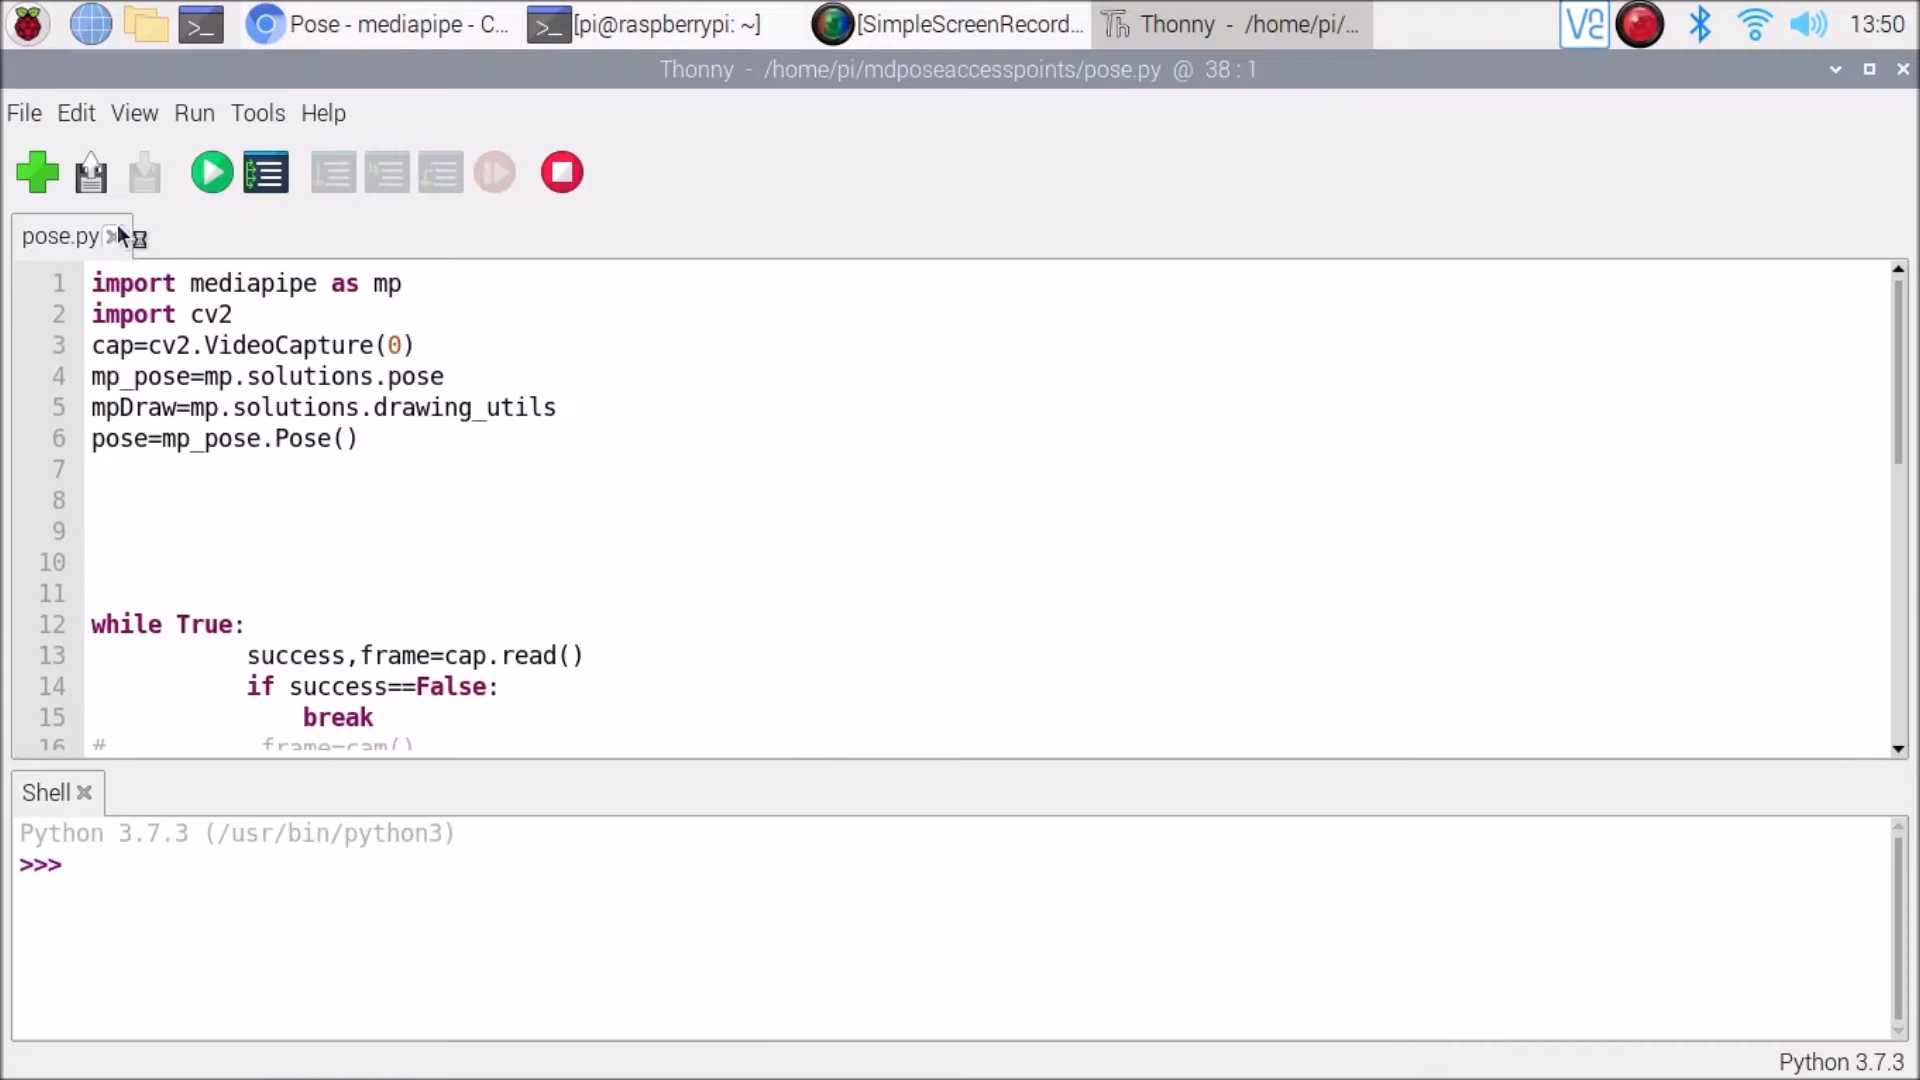 Pose - mediapipe - C...
[pi@raspberrypi: ~]
[SimpleScreenRecord...
Thonny - /home/pi/...
13:50
Thonny - /home/pi/mdposeaccesspoints/pose.py @ 38 : 1
File Edit View Run Tools Help
pose.py
1 import mediapipe as mp
2 import cv2
3 cap=cv2.VideoCapture(0)
4 mp_pose=mp.solutions.pose
5 mpDraw=mp.solutions.drawing_utils
6 pose=mp_pose.Pose()
7
8
9
10
11
12 while True:
13 success,frame=cap.read()
14 if success==False:
15 break
16 # frame=cam()
Shell
Python 3.7.3 (/usr/bin/python3)
>>>
Python 3.7.3